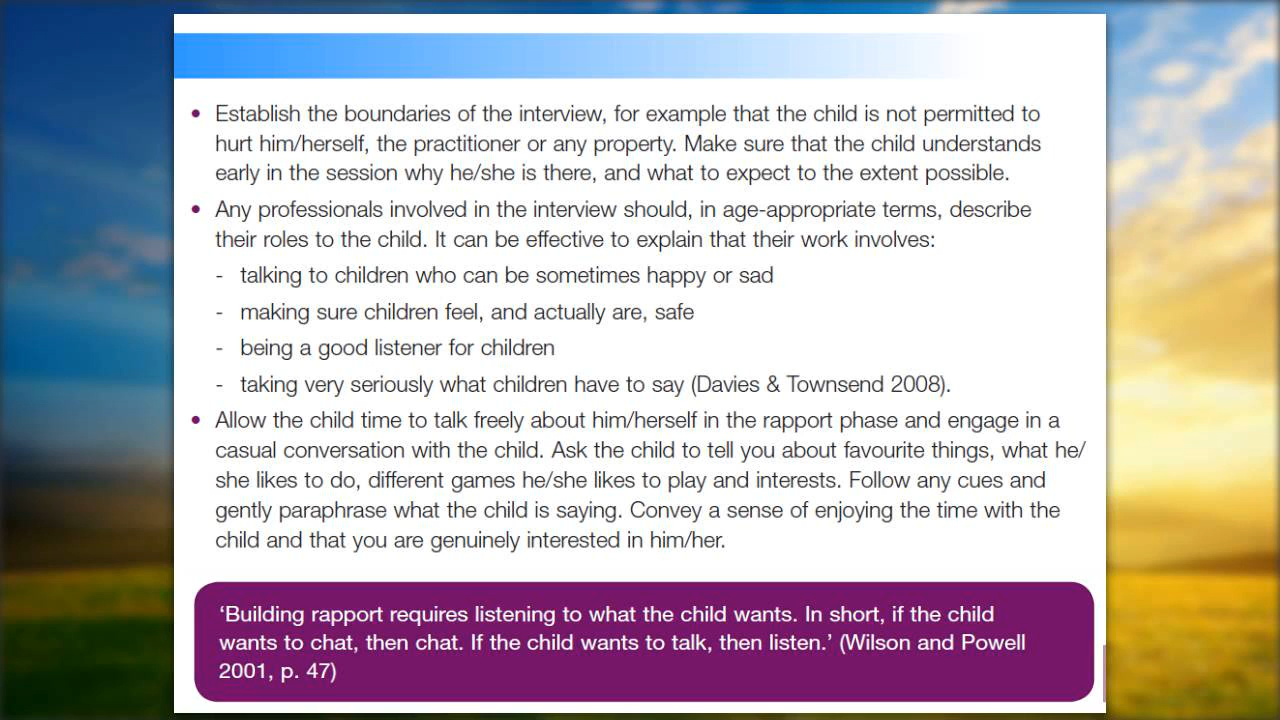 • Establish the boundaries of the interview, for example that the child is not permitted to
hurt him/herself, the practitioner or any property. Make sure that the child understands
early in the session why he/she is there, and what to expect to the extent possible.
• Any professionals involved in the interview should, in age-appropriate terms, describe
their roles to the child. It can be effective to explain that their work involves:
- talking to children who can be sometimes happy or sad
- making sure children feel, and actually are, safe
- being a good listener for children
- taking very seriously what children have to say (Davies & Townsend 2008).
• Allow the child time to talk freely about him/herself in the rapport phase and engage in a
casual conversation with the child. Ask the child to tell you about favourite things, what he/
she likes to do, different games he/she likes to play and interests. Follow any cues and
gently paraphrase what the child is saying. Convey a sense of enjoying the time with the
child and that you are genuinely interested in him/her.
‘Building rapport requires listening to what the child wants. In short, if the child
wants to chat, then chat. If the child wants to talk, then listen.’ (Wilson and Powell
2001, p. 47)